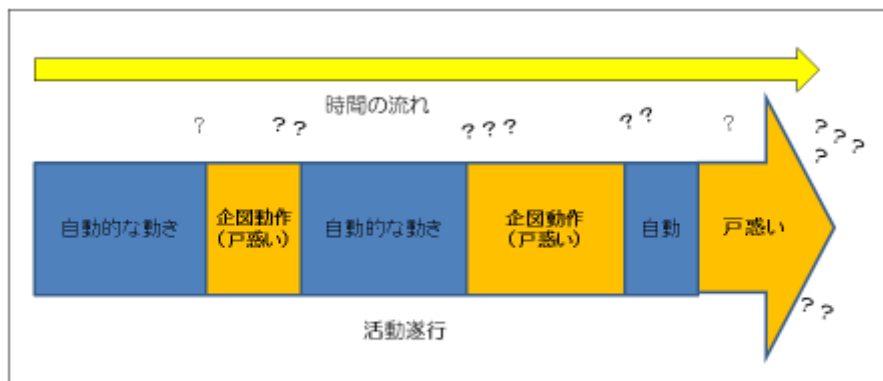 時間の流れ
? ?? ??? ?? ? ???
?
自動的な動き
企図動作
(戸惑い)
自動的な動き
企図動作
(戸惑い)
自動
戸惑い
??
活動遂行